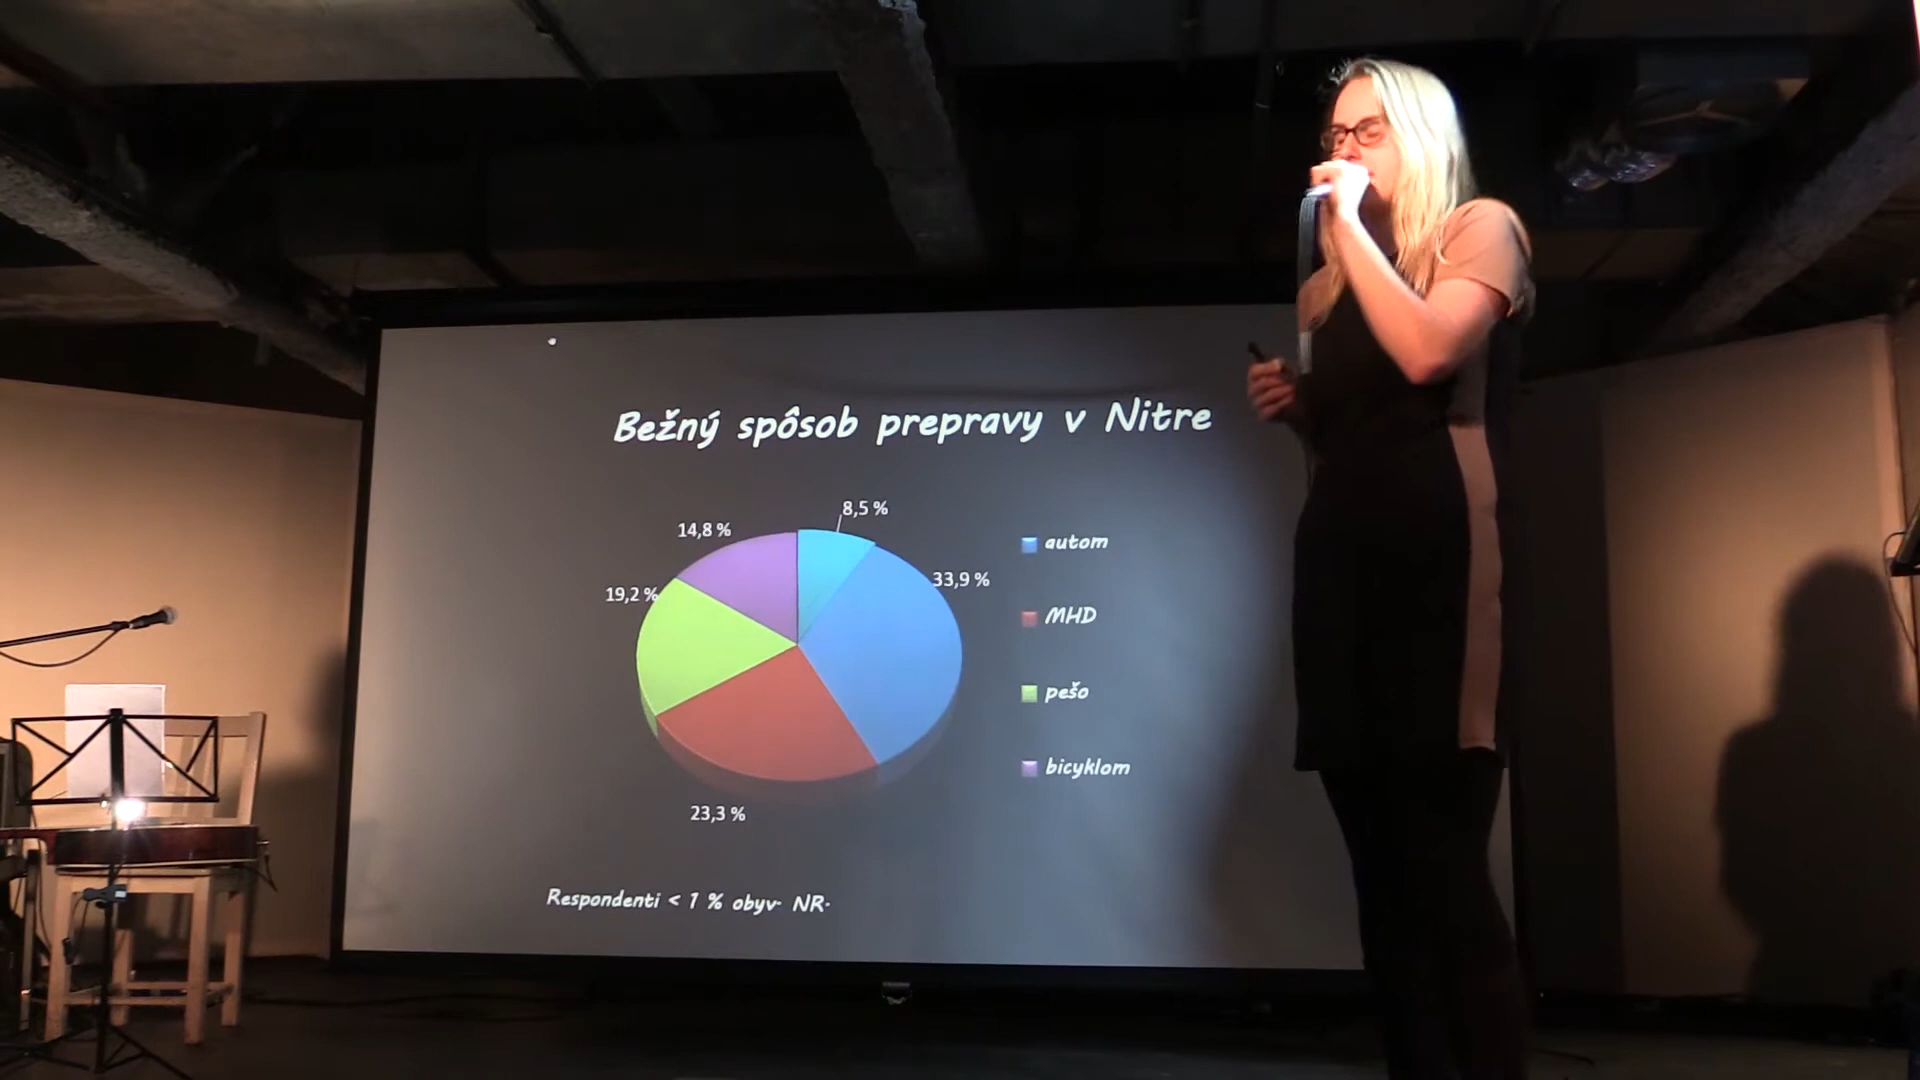 Bežný spôsob prepravy v Nitre
8,5 %
14,8 %
33,9 %
19,2 %
23,3 %
autom
MHD
pešo
bicyklom
Respondenti < 1 % obyv. NR.